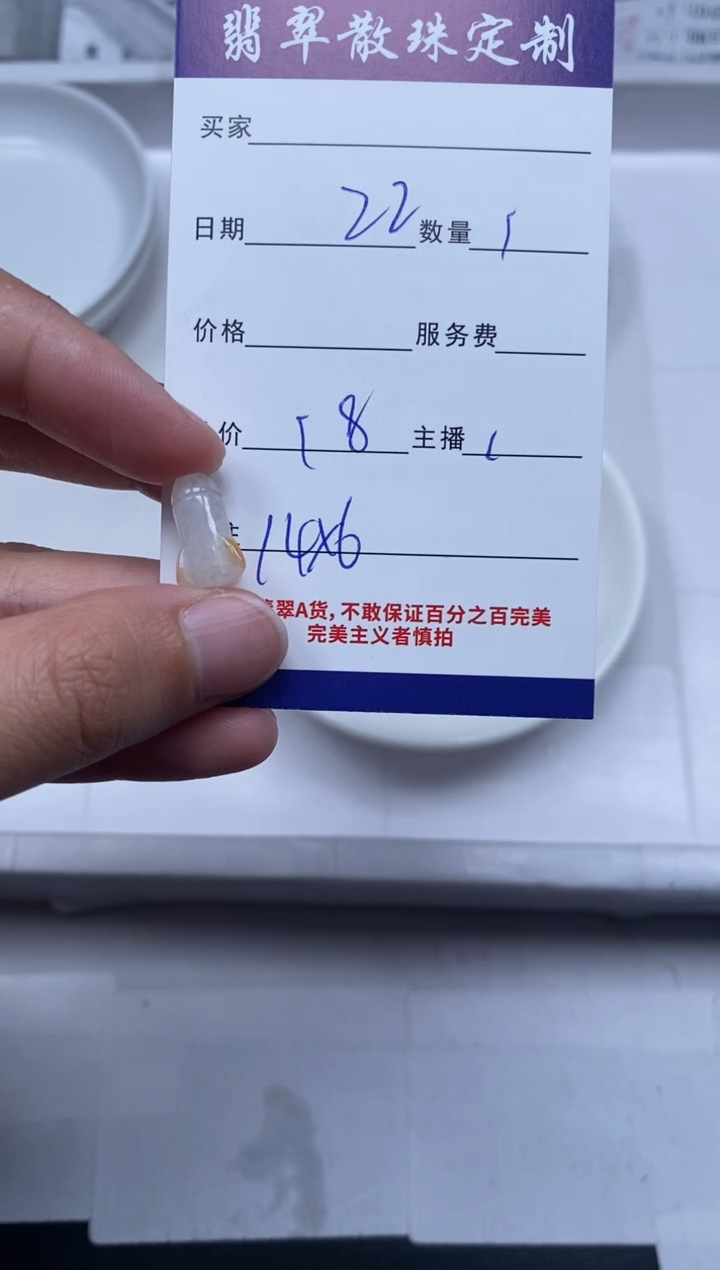 翡翠散珠定制
买家
日期 22 数量 1
价格 服务费
价 18 主播
14X6
翡翠A货,不敢保证百分之百完美
完美主义者慎拍